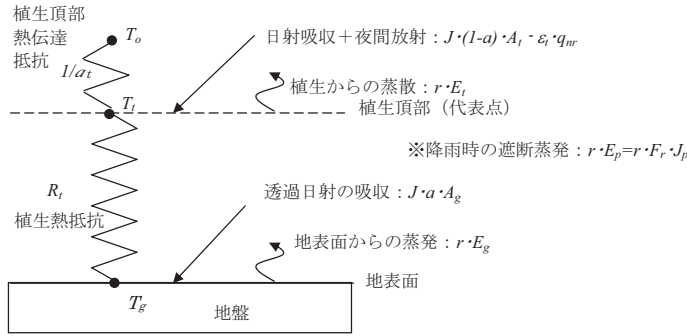 植生頂部
熱伝達
抵抗
T_o
1/a_t
日射吸収＋夜間放射：J・(1-a)・A_t - ε_t・q_nr
植生からの蒸散：r・E_t
T_t
植生頂部（代表点）
※降雨時の遮断蒸発：r・E_p=r・F_r・J_p
R_t
植生熱抵抗
透過日射の吸収：J・a・A_g
地表面からの蒸発：r・E_g
地表面
T_g
地盤